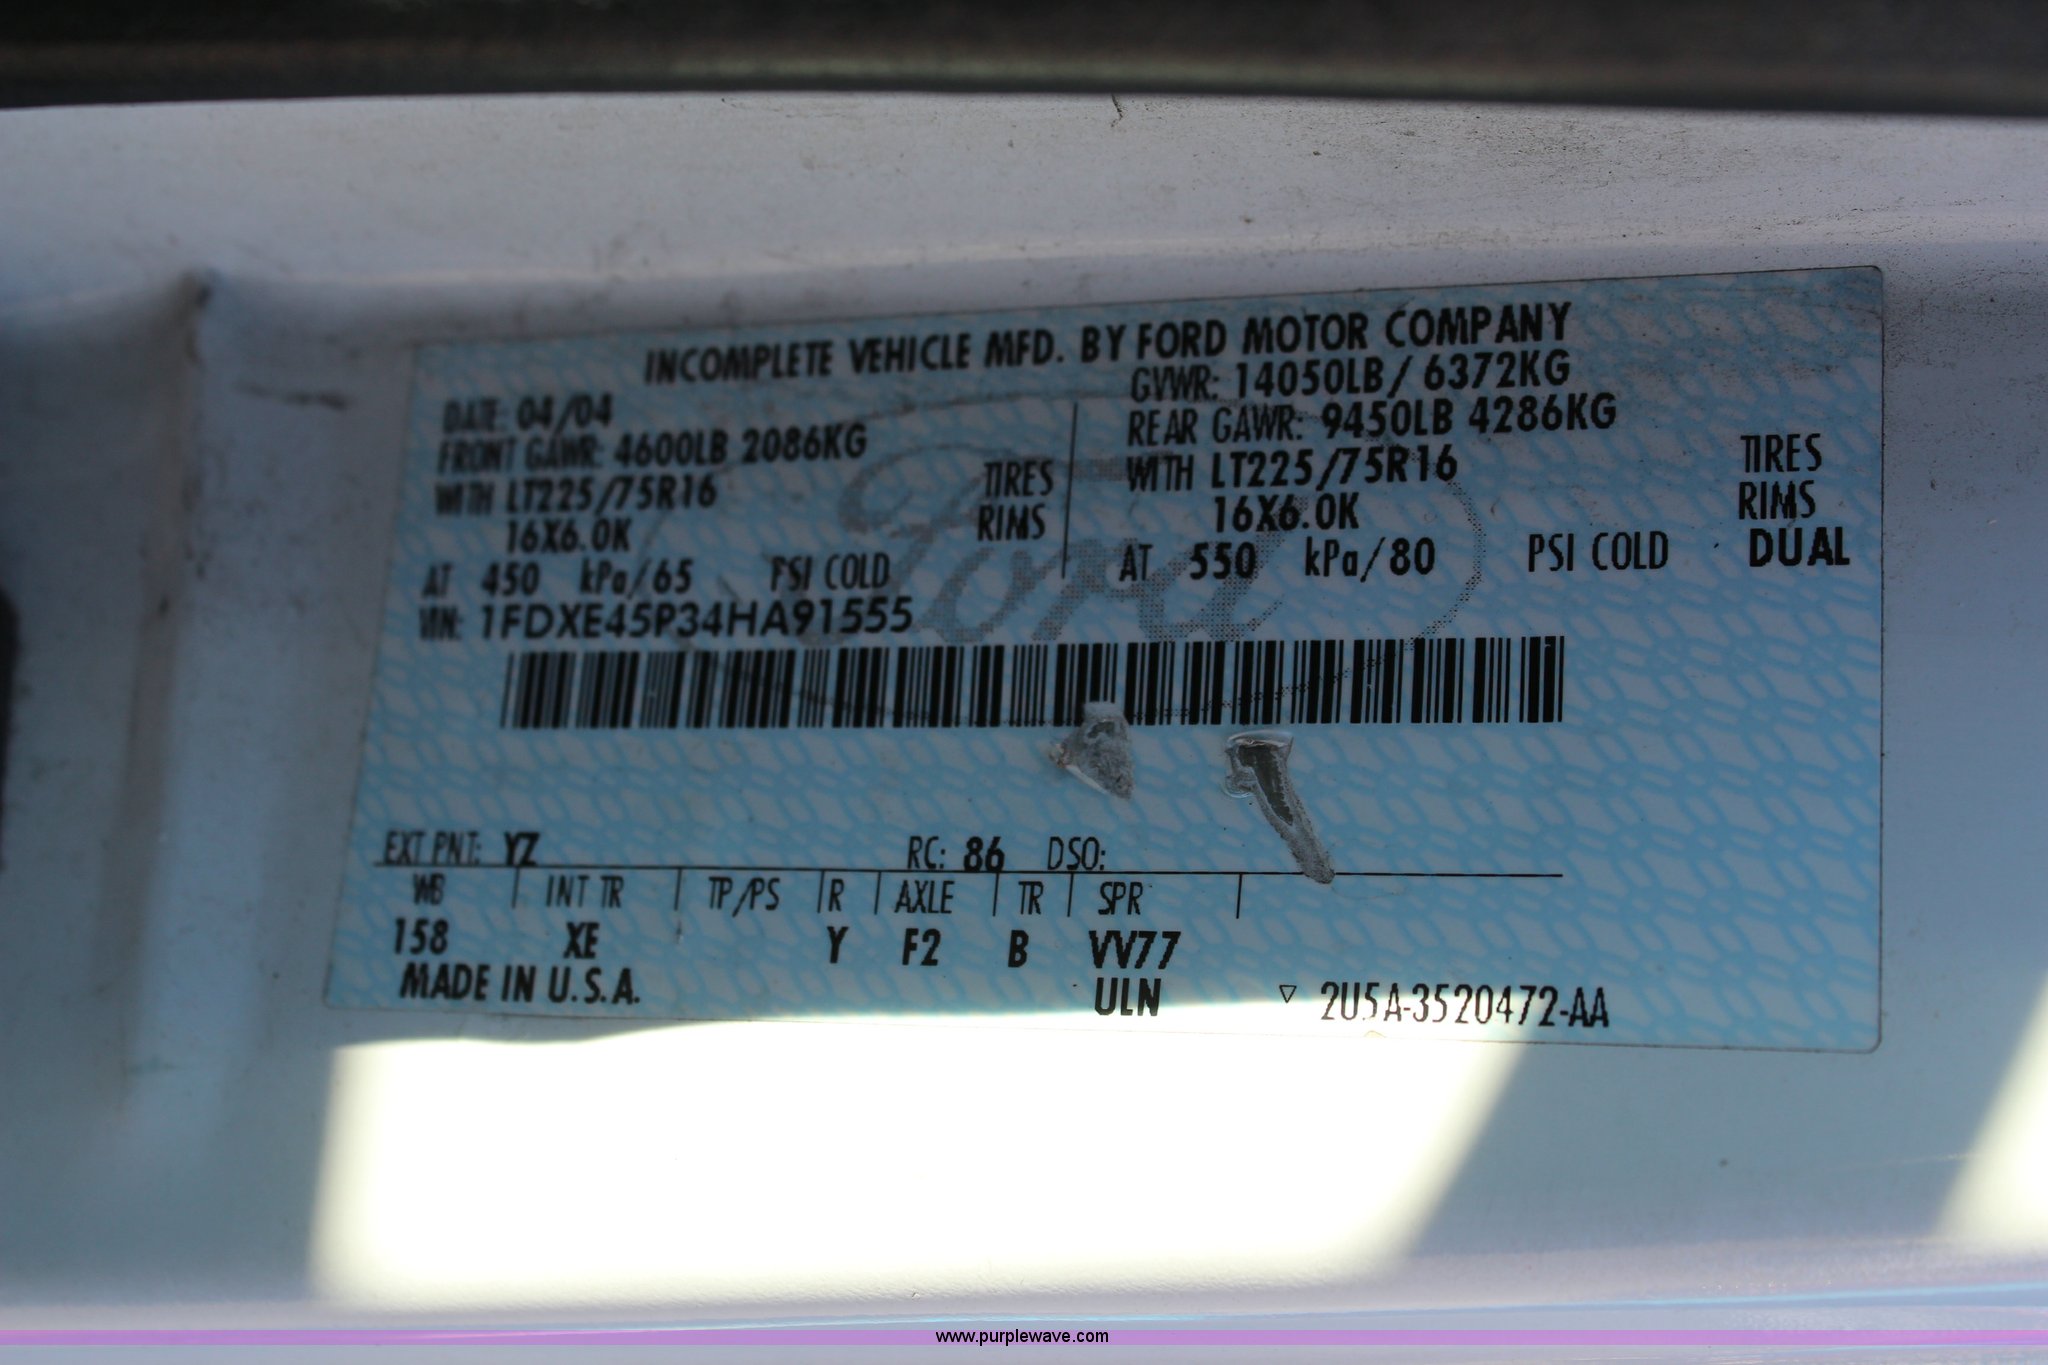 INCOMPLETE VEHICLE MFD. BY FORD MOTOR COMPANY
DATE: 04/04 GVWR: 14050LB/ 6372KG
FRONT GAWR: 4600LB 2086KG REAR GAWR: 9450LB 4286KG
WITH LT225/75R16 TIRES WITH LT225/75R16 TIRES
16X6.0K RIMS 16X6.0K RIMS
AT 450 kPa/65 PSI COLD AT 550 kPa/80 PSI COLD DUAL
VIN: 1FDXE45P34HA91555
Ford
EXT PNT: YZ RC: 86 DSO:
WB INT TR TP/PS R AXLE TR SPR
158 XE Y F2 B VV77
MADE IN U.S.A. ULN 2U5A-3520472-AA
www.purplewave.com